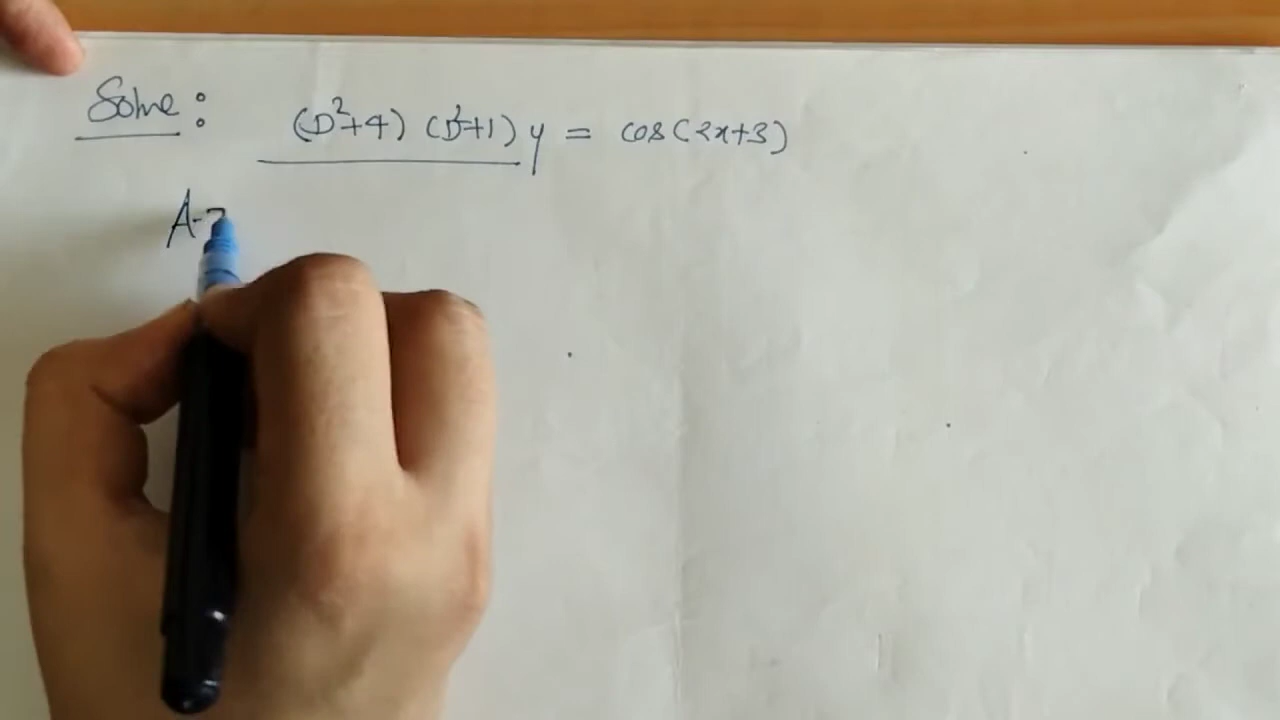 Solve : (D²+4) (D²+1) y = cos(2x+3)
A.